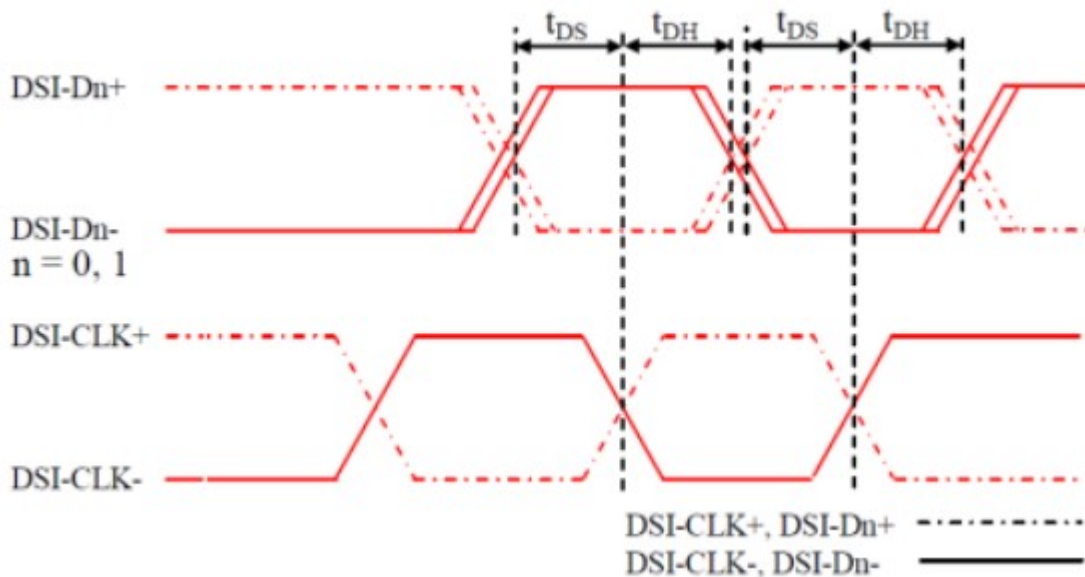 tDS tDH tDS tDH
DSI-Dn+
DSI-Dn-
n = 0, 1
DSI-CLK+
DSI-CLK-
DSI-CLK+, DSI-Dn+
DSI-CLK-, DSI-Dn-